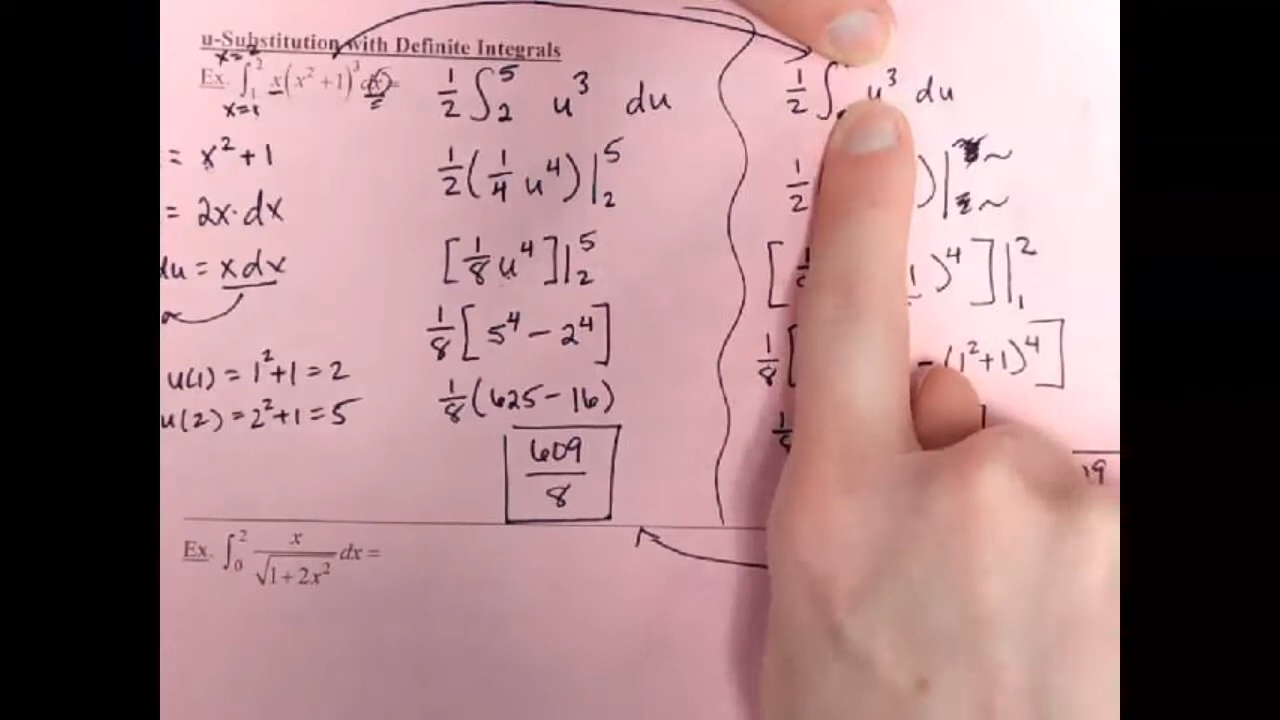 u-Substitution with Definite Integrals
Ex. ∫₁² x(x² + 1)³ dx =
x=2
x=1
= x² + 1
= 2x · dx
du = xdx
u(1) = 1² + 1 = 2
u(2) = 2² + 1 = 5
1/2 ∫₂⁵ u³ du
1/2 (1/4 u⁴) |₂⁵
[1/8 u⁴] |₂⁵
1/8 [5⁴ − 2⁴]
1/8 (625 − 16)
609/8
1/2 ∫ u³ du
1/2 ( ) |
[ )⁴] |₁²
1/8 [ − (1² + 1)⁴]
1/8 ]
Ex. ∫₀² x/√(1 + 2x²) dx =